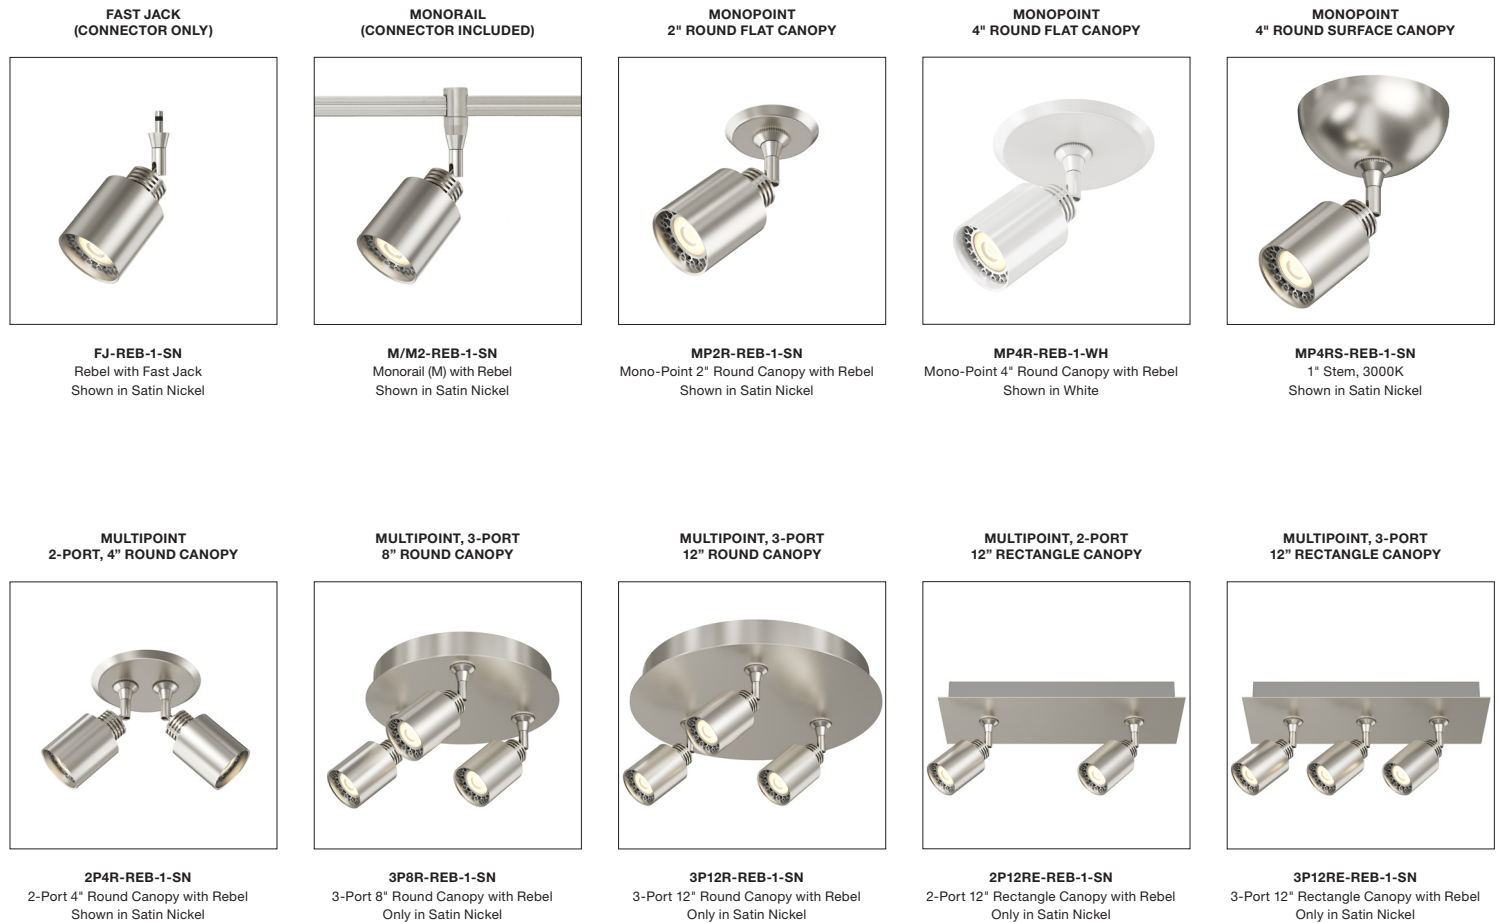 FAST JACK
(CONNECTOR ONLY)
MONORAIL
(CONNECTOR INCLUDED)
MONOPOINT
2" ROUND FLAT CANOPY
MONOPOINT
4" ROUND FLAT CANOPY
MONOPOINT
4" ROUND SURFACE CANOPY
FJ-REB-1-SN
Rebel with Fast Jack
Shown in Satin Nickel
M/M2-REB-1-SN
Monorail (M) with Rebel
Shown in Satin Nickel
MP2R-REB-1-SN
Mono-Point 2" Round Canopy with Rebel
Shown in Satin Nickel
MP4R-REB-1-WH
Mono-Point 4" Round Canopy with Rebel
Shown in White
MP4RS-REB-1-SN
1" Stem, 3000K
Shown in Satin Nickel
MULTIPOINT
2-PORT, 4” ROUND CANOPY
MULTIPOINT, 3-PORT
8” ROUND CANOPY
MULTIPOINT, 3-PORT
12” ROUND CANOPY
MULTIPOINT, 2-PORT
12” RECTANGLE CANOPY
MULTIPOINT, 3-PORT
12” RECTANGLE CANOPY
2P4R-REB-1-SN
2-Port 4" Round Canopy with Rebel
Shown in Satin Nickel
3P8R-REB-1-SN
3-Port 8" Round Canopy with Rebel
Only in Satin Nickel
3P12R-REB-1-SN
3-Port 12" Round Canopy with Rebel
Only in Satin Nickel
2P12RE-REB-1-SN
2-Port 12" Rectangle Canopy with Rebel
Only in Satin Nickel
3P12RE-REB-1-SN
3-Port 12" Rectangle Canopy with Rebel
Only in Satin Nickel